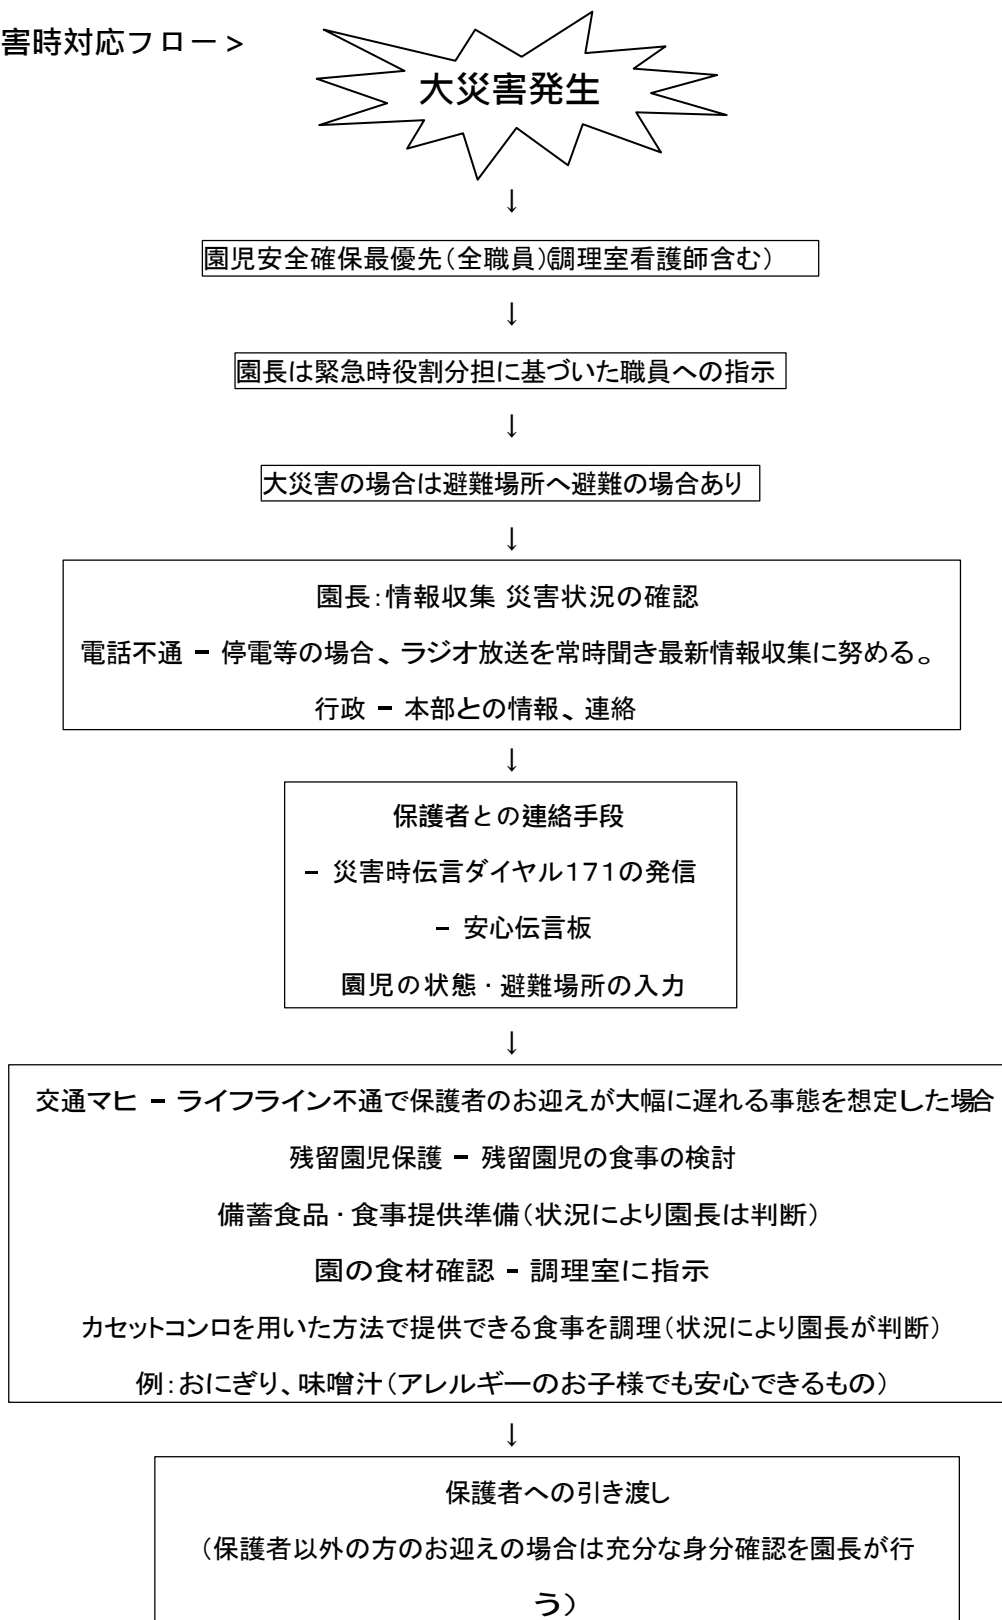 害時対応フロー>
大災害発生
↓
園児安全確保最優先(全職員)(調理室看護師含む)
↓
園長は緊急時役割分担に基づいた職員への指示
↓
大災害の場合は避難場所へ避難の場合あり
↓
園長:情報収集 災害状況の確認
電話不通 – 停電等の場合、ラジオ放送を常時聞き最新情報収集に努める。
行政 – 本部との情報、連絡
↓
保護者との連絡手段
– 災害時伝言ダイヤル171の発信
– 安心伝言板
園児の状態・避難場所の入力
↓
交通マヒ – ライフライン不通で保護者のお迎えが大幅に遅れる事態を想定した場合
残留園児保護 – 残留園児の食事の検討
備蓄食品・食事提供準備(状況により園長は判断)
園の食材確認 – 調理室に指示
カセットコンロを用いた方法で提供できる食事を調理(状況により園長が判断)
例:おにぎり、味噌汁(アレルギーのお子様でも安心できるもの)
↓
保護者への引き渡し
(保護者以外の方のお迎えの場合は充分な身分確認を園長が行
う)